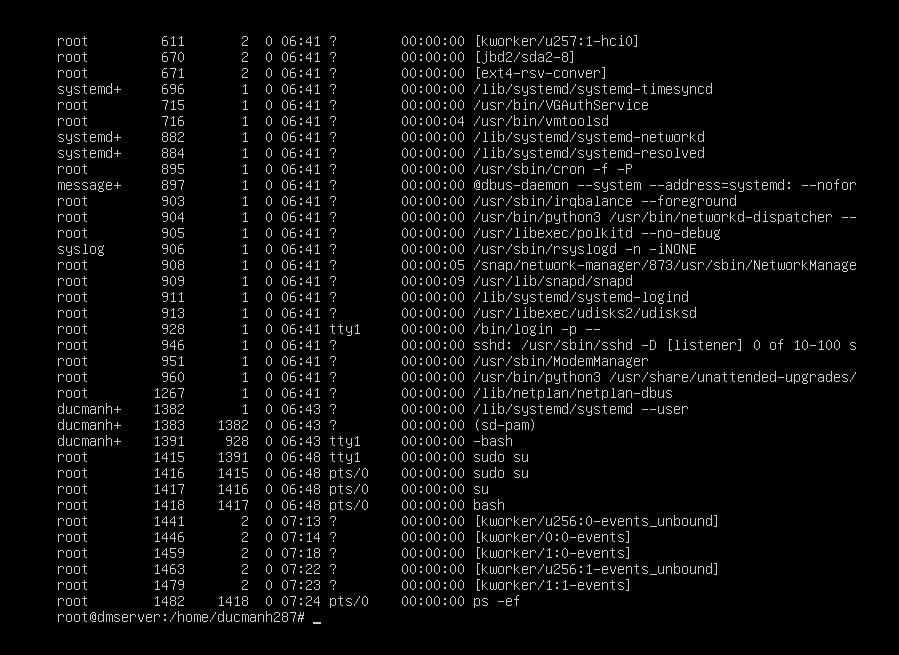 root 611 2 0 06:41 ? 00:00:00 [kworker/u257:1-hci0]
root 670 2 0 06:41 ? 00:00:00 [jbd2/sda2-8]
root 671 2 0 06:41 ? 00:00:00 [ext4-rsv-conver]
systemd+ 696 1 0 06:41 ? 00:00:00 /lib/systemd/systemd-timesyncd
root 715 1 0 06:41 ? 00:00:00 /usr/bin/VGAuthService
root 716 1 0 06:41 ? 00:00:04 /usr/bin/vmtoolsd
systemd+ 882 1 0 06:41 ? 00:00:00 /lib/systemd/systemd-networkd
systemd+ 884 1 0 06:41 ? 00:00:00 /lib/systemd/systemd-resolved
root 895 1 0 06:41 ? 00:00:00 /usr/sbin/cron -f -P
message+ 897 1 0 06:41 ? 00:00:00 @dbus-daemon --system --address=systemd: --nofor
root 903 1 0 06:41 ? 00:00:00 /usr/sbin/irqbalance --foreground
root 904 1 0 06:41 ? 00:00:00 /usr/bin/python3 /usr/bin/networkd-dispatcher --
root 905 1 0 06:41 ? 00:00:00 /usr/libexec/polkitd --no-debug
syslog 906 1 0 06:41 ? 00:00:00 /usr/sbin/rsyslogd -n -iNONE
root 908 1 0 06:41 ? 00:00:05 /snap/network-manager/873/usr/sbin/NetworkManage
root 909 1 0 06:41 ? 00:00:09 /usr/lib/snapd/snapd
root 911 1 0 06:41 ? 00:00:00 /lib/systemd/systemd-logind
root 913 1 0 06:41 ? 00:00:00 /usr/libexec/udisks2/udisksd
root 928 1 0 06:41 tty1 00:00:00 /bin/login -p --
root 946 1 0 06:41 ? 00:00:00 sshd: /usr/sbin/sshd -D [listener] 0 of 10-100 s
root 951 1 0 06:41 ? 00:00:00 /usr/sbin/ModemManager
root 960 1 0 06:41 ? 00:00:00 /usr/bin/python3 /usr/share/unattended-upgrades/
root 1267 1 0 06:41 ? 00:00:00 /lib/netplan/netplan-dbus
ducmanh+ 1382 1 0 06:43 ? 00:00:00 /lib/systemd/systemd --user
ducmanh+ 1383 1382 0 06:43 ? 00:00:00 (sd-pam)
ducmanh+ 1391 928 0 06:43 tty1 00:00:00 -bash
root 1415 1391 0 06:48 tty1 00:00:00 sudo su
root 1416 1415 0 06:48 pts/0 00:00:00 sudo su
root 1417 1416 0 06:48 pts/0 00:00:00 su
root 1418 1417 0 06:48 pts/0 00:00:00 bash
root 1441 2 0 07:13 ? 00:00:00 [kworker/u256:0-events_unbound]
root 1446 2 0 07:14 ? 00:00:00 [kworker/0:0-events]
root 1459 2 0 07:18 ? 00:00:00 [kworker/1:0-events]
root 1463 2 0 07:22 ? 00:00:00 [kworker/u256:1-events_unbound]
root 1479 2 0 07:23 ? 00:00:00 [kworker/1:1-events]
root 1482 1418 0 07:24 pts/0 00:00:00 ps -ef
root@dmserver:/home/ducmanh287# _